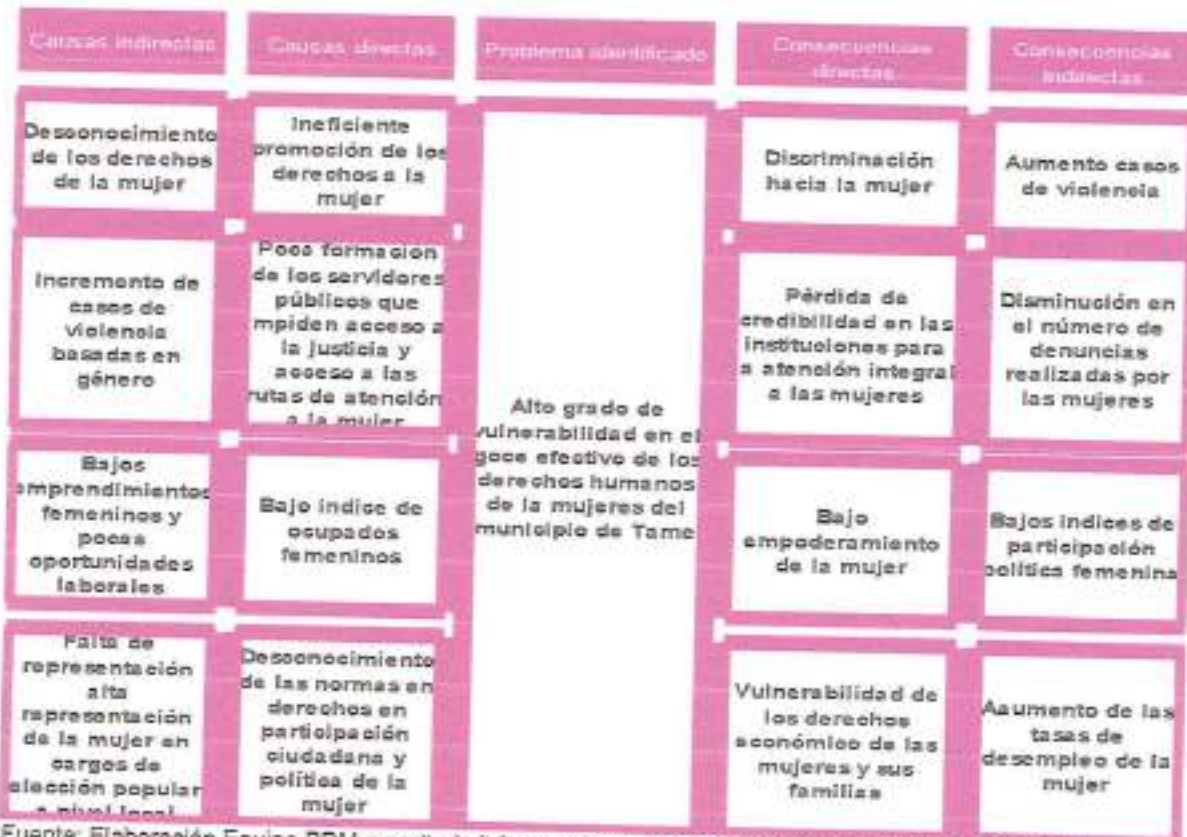 Causas indirectas
Causas directas
Problema identificado
Consecuencias
directas
Consecuencias
indirectas
Desconocimiento
de los derechos
de la mujer
Ineficiente
promoción de los
derechos a la
mujer
Discriminación
hacia la mujer
Aumento casos
de violencia
Incremento de
casos de
violencia
basadas en
género
Poca formación
de los servidores
públicos que
mpiden acceso a
la justicia y
acceso a las
rutas de atención
a la mujer
Alto grado de
vulnerabilidad en el
goce efectivo de los
derechos humanos
de la mujeres del
municipio de Tame
Pérdida de
credibilidad en las
instituciones para
a atención integral
a las mujeres
Disminución en
el número de
denuncias
realizadas por
las mujeres
Bajos
emprendimientos
femeninos y
pocas
oportunidades
laborales
Bajo indice de
ocupados
femeninos
Bajo
empoderamiento
de la mujer
Bajos indices de
participación
política femenina
Falta de
representación
alta
representación
de la mujer en
cargos de
elección popular
a nivel local
Desconocimiento
de las normas en
derechos en
participación
ciudadana y
política de la
mujer
Vulnerabilidad de
los derechos
económico de las
mujeres y sus
familias
Aaumento de las
tasas de
desempleo de la
mujer
Fuente: Elaboración Equipo